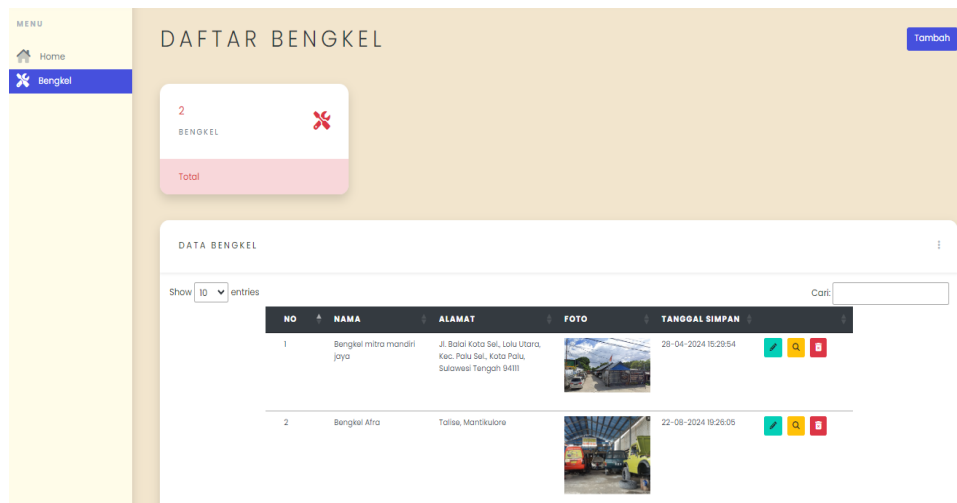 MENU
Home
Bengkel
DAFTAR BENGKEL
Tambah
2
BENGKEL
Total
DATA BENGKEL
Show 10 entries
Cari:
NO NAMA ALAMAT FOTO TANGGAL SIMPAN
1 Bengkel mitra mandiri jaya Jl. Balai Kota Sel., Lolu Utara, Kec. Palu Sel., Kota Palu, Sulawesi Tengah 94111 28-04-2024 15:29:54
2 Bengkel Afra Talise, Mantikulore 22-08-2024 19:26:05